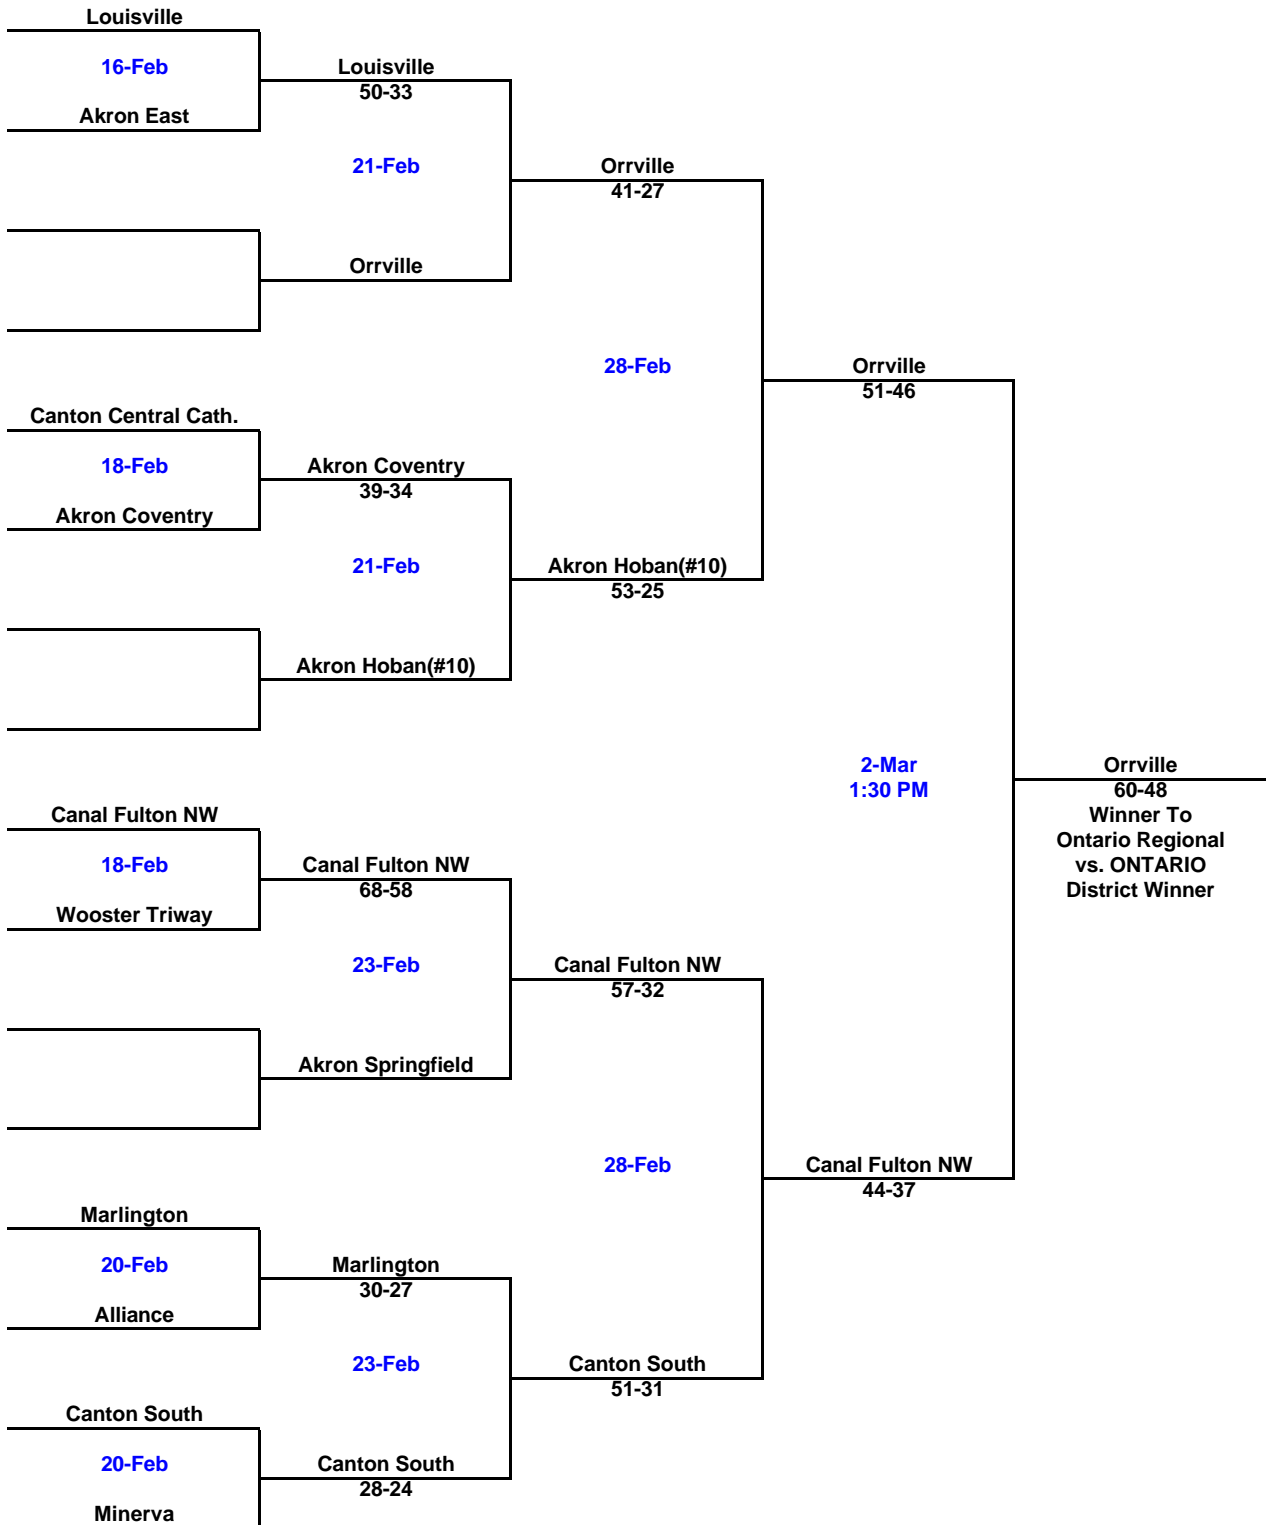 Louisville
16-Feb
Louisville
50-33
Akron East
21-Feb
Orrville
41-27
Orrville
28-Feb
Orrville
51-46
Canton Central Cath.
18-Feb
Akron Coventry
39-34
Akron Coventry
21-Feb
Akron Hoban(#10)
53-25
Akron Hoban(#10)
2-Mar
1:30 PM
Orrville
60-48
Winner To
Ontario Regional
vs. ONTARIO
District Winner
Canal Fulton NW
18-Feb
Canal Fulton NW
68-58
Wooster Triway
23-Feb
Canal Fulton NW
57-32
Akron Springfield
28-Feb
Canal Fulton NW
44-37
Marlington
20-Feb
Marlington
30-27
Alliance
23-Feb
Canton South
51-31
Canton South
20-Feb
Canton South
28-24
Minerva